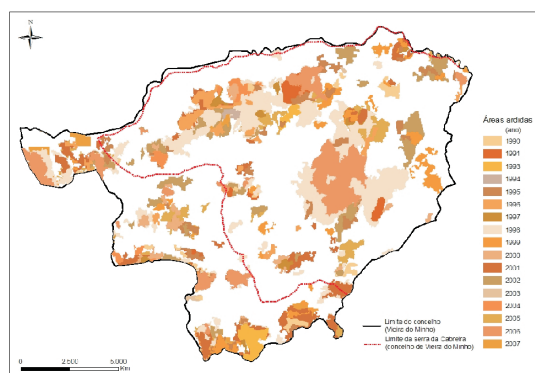 N
Áreas ardidas
(ano)
1990
1991
1993
1994
1995
1996
1997
1998
1999
2000
2001
2002
2003
2004
2005
2006
2007
Limite do concelho
(Vieira do Minho)
Limite da serra da Cabreira
(concelho de Vieira do Minho)
0 2.500 5.000
Km